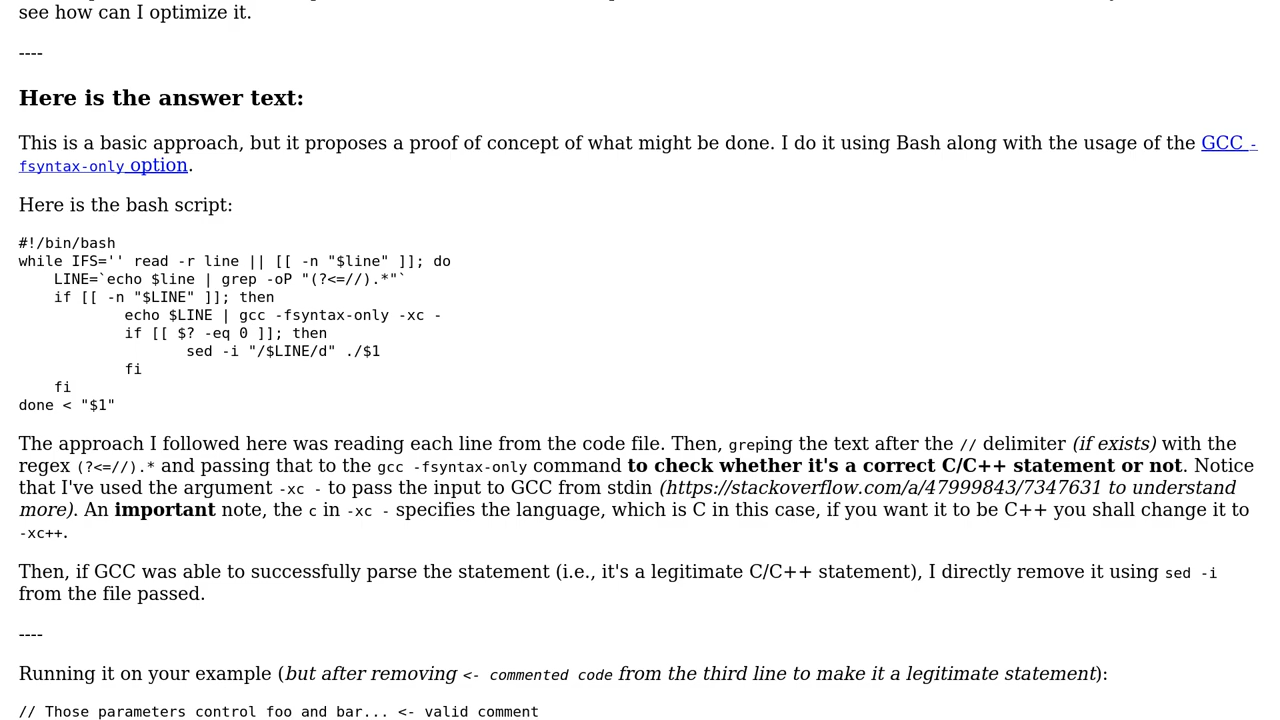 see how can I optimize it.
----
Here is the answer text:
This is a basic approach, but it proposes a proof of concept of what might be done. I do it using Bash along with the usage of the GCC -
fsyntax-only option.
Here is the bash script:
#!/bin/bash
while IFS='' read -r line || [[ -n "$line" ]]; do
    LINE=`echo $line | grep -oP "(?<=//).*"`
    if [[ -n "$LINE" ]]; then
            echo $LINE | gcc -fsyntax-only -xc -
            if [[ $? -eq 0 ]]; then
                   sed -i "/$LINE/d" ./$1
            fi
    fi
done < "$1"
The approach I followed here was reading each line from the code file. Then, greping the text after the // delimiter (if exists) with the
regex (?<=//).* and passing that to the gcc -fsyntax-only command to check whether it's a correct C/C++ statement or not. Notice
that I've used the argument -xc - to pass the input to GCC from stdin (https://stackoverflow.com/a/47999843/7347631 to understand
more). An important note, the c in -xc - specifies the language, which is C in this case, if you want it to be C++ you shall change it to
-xc++.
Then, if GCC was able to successfully parse the statement (i.e., it's a legitimate C/C++ statement), I directly remove it using sed -i
from the file passed.
----
Running it on your example (but after removing <- commented code from the third line to make it a legitimate statement):
// Those parameters control foo and bar... <- valid comment